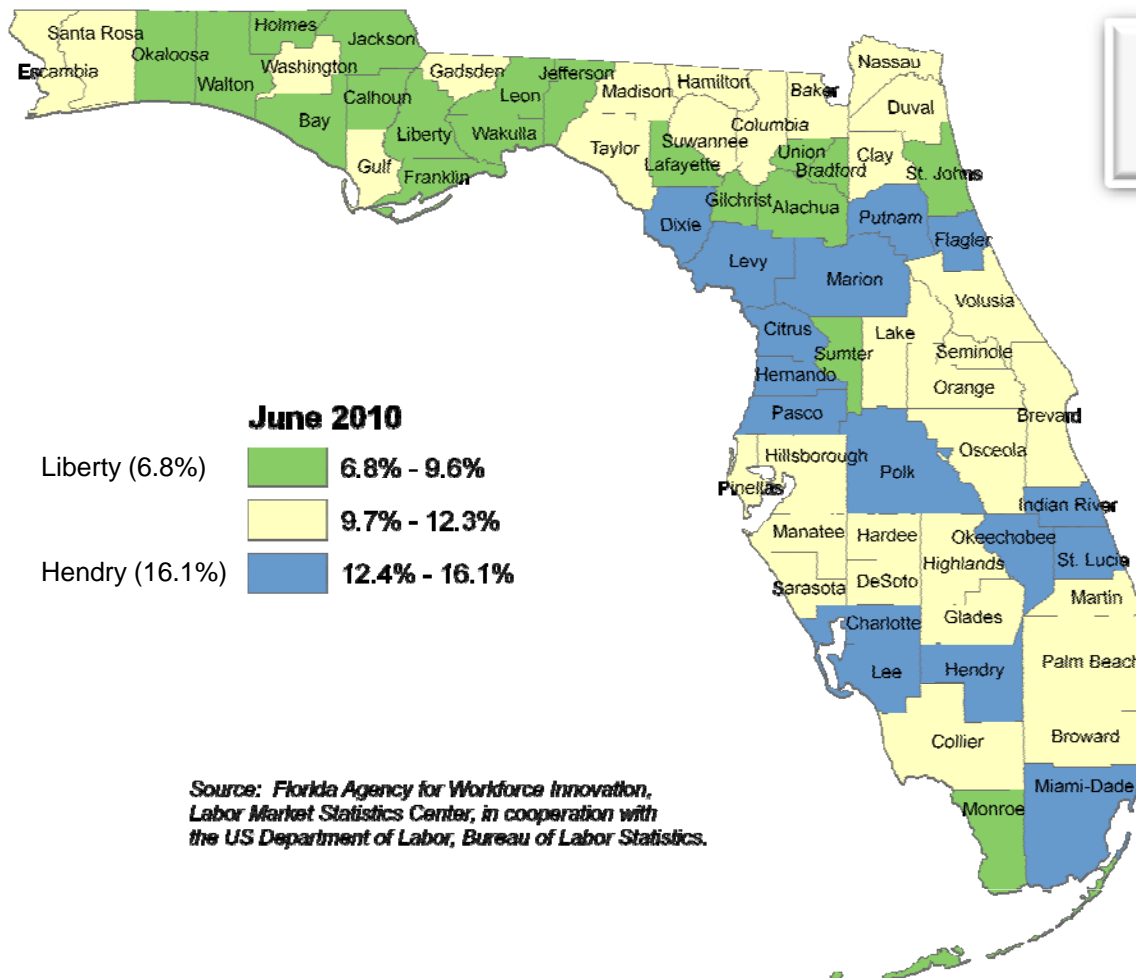 Holmes
Santa Rosa
Jackson
Okaloosa
Nassau
Washington
Gadsden
Jefferson
Escambia
Hamilton
Walton
Leon
Madison
Baker
Calhoun
Duval
Bay
Columbia
Liberty
Wakulla
Suwannee
Taylor
Union
Clay
Gulf
Lafayette
Bradford
St. Johns
Franklin
Gilchrist
Alachua
Putnam
Dixie
Flagler
Levy
Marion
Volusia
Citrus
Lake
Sumter
Seminole
Hernando
Orange
Pasco
Brevard
June 2010
Osceola
Hillsborough
Liberty (6.8%)
6.8% - 9.6%
Polk
Pinellas
Indian River
9.7% - 12.3%
Manatee
Hardee
Okeechobee
Highlands
St. Lucie
Hendry (16.1%)
12.4% - 16.1%
DeSoto
Sarasota
Martin
Glades
Charlotte
Palm Beach
Lee
Hendry
Broward
Collier
Source: Florida Agency for Workforce Innovation,
Labor Market Statistics Center, in cooperation with
the US Department of Labor, Bureau of Labor Statistics.
Miami-Dade
Monroe